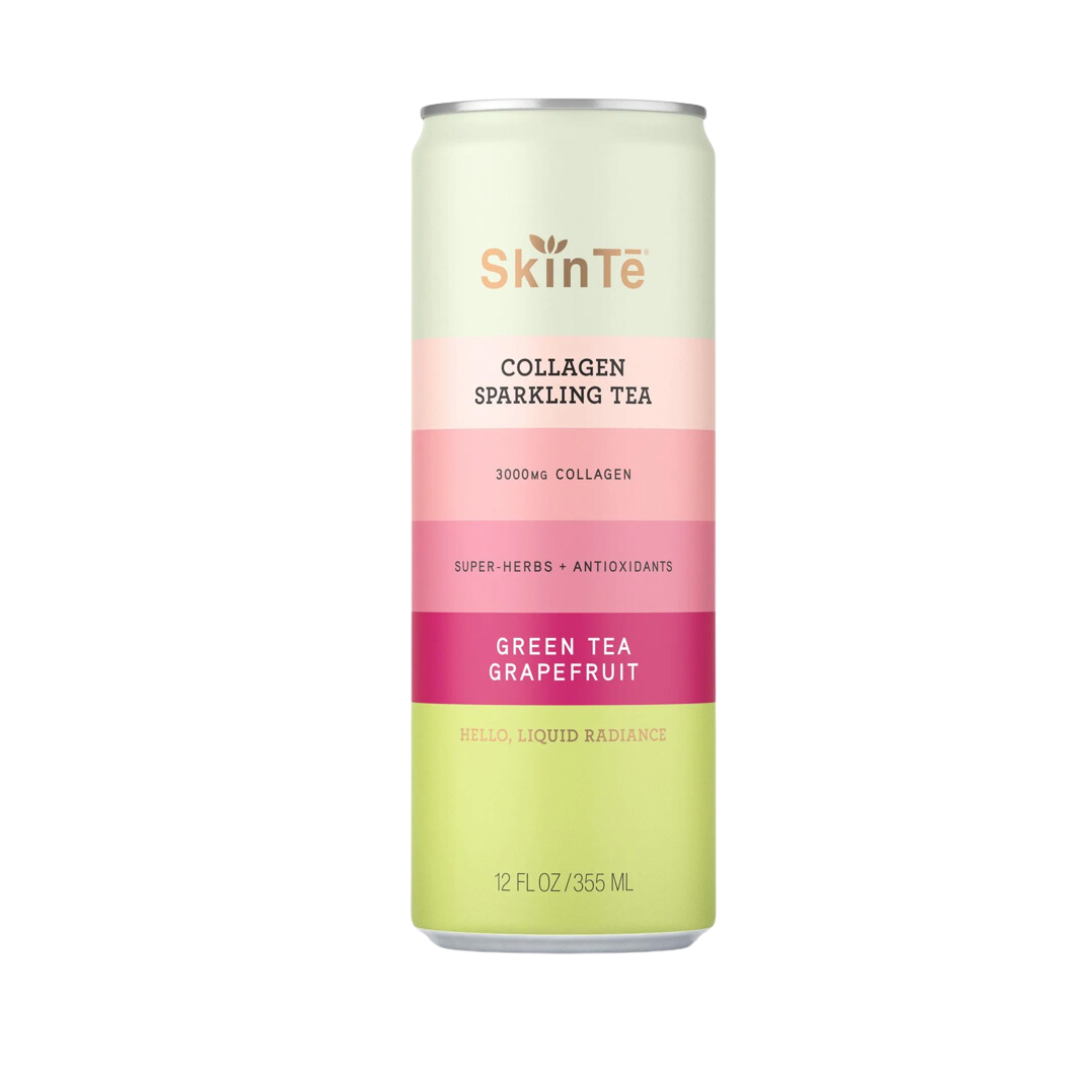 SkinTē®
COLLAGEN
SPARKLING TEA
3000MG COLLAGEN
SUPER-HERBS + ANTIOXIDANTS
GREEN TEA
GRAPEFRUIT
HELLO, LIQUID RADIANCE
12 FL OZ/355 ML